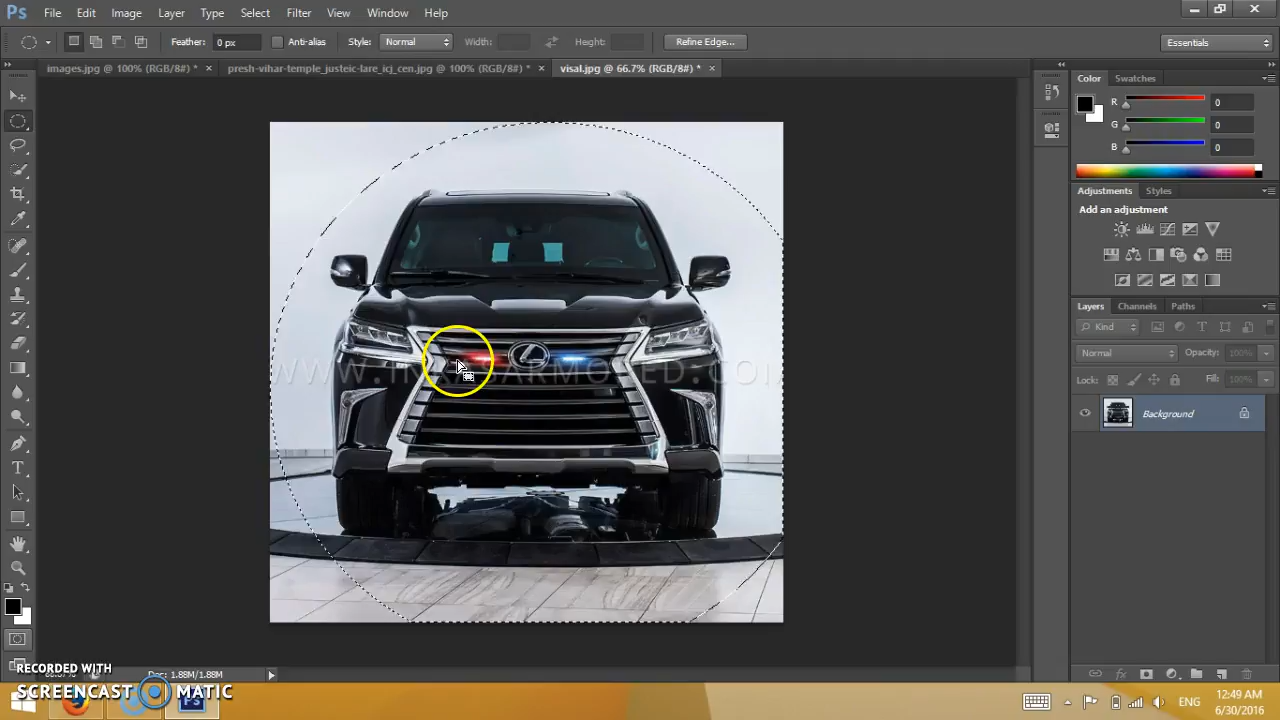 Ps File Edit Image Layer Type Select Filter View Window Help
Feather: 0 px Anti-alias Style: Normal Width: Height: Refine Edge... Essentials
images.jpg @ 100% (RGB/8#) * × presh-vihar-temple_justeic-lare_icj_cen.jpg @ 100% (RGB/8#) * × visal.jpg @ 66.7% (RGB/8#) * ×
Color Swatches
R 0
G 0
B 0
Adjustments Styles
Add an adjustment
Layers Channels Paths
Kind
Normal Opacity: 100%
Lock: Fill: 100%
Background
Doc: 1.88M/1.88M
RECORDED WITH
SCREENCAST MATIC
Ps
ENG
12:49 AM
6/30/2016